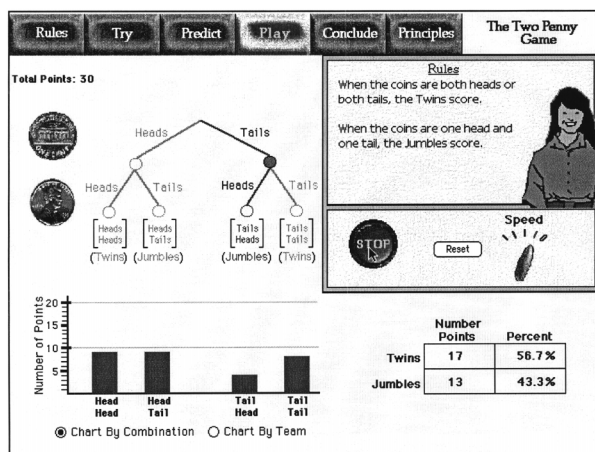 Rules
Try
Predict
Play
Conclude
Principles
The Two Penny
Game
Total Points: 30
ONE CENT
Heads
Tails
Heads
Tails
Heads
Tails
Heads
Heads
Heads
Tails
Tails
Heads
Tails
Tails
(Twins)
(Jumbles)
(Jumbles)
(Twins)
Rules
When the coins are both heads or
both tails, the Twins score.
When the coins are one head and
one tail, the Jumbles score.
STOP
Reset
Speed
Number of Points
20
15
10
5
Head
Head
Head
Tail
Tail
Head
Tail
Tail
Chart By Combination
Chart By Team
Number
Points
Percent
Twins
17
56.7%
Jumbles
13
43.3%